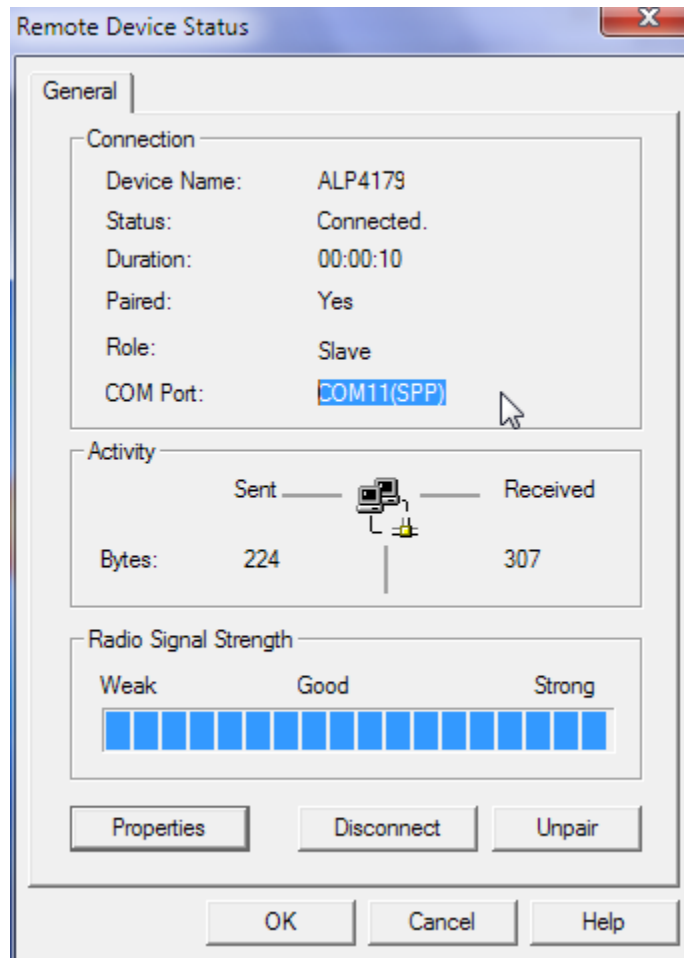 Remote Device Status
General
Connection
Device Name: ALP4179
Status: Connected.
Duration: 00:00:10
Paired: Yes
Role: Slave
COM Port: COM11(SPP)
Activity
Sent Received
Bytes: 224 307
Radio Signal Strength
Weak Good Strong
Properties Disconnect Unpair
OK Cancel Help